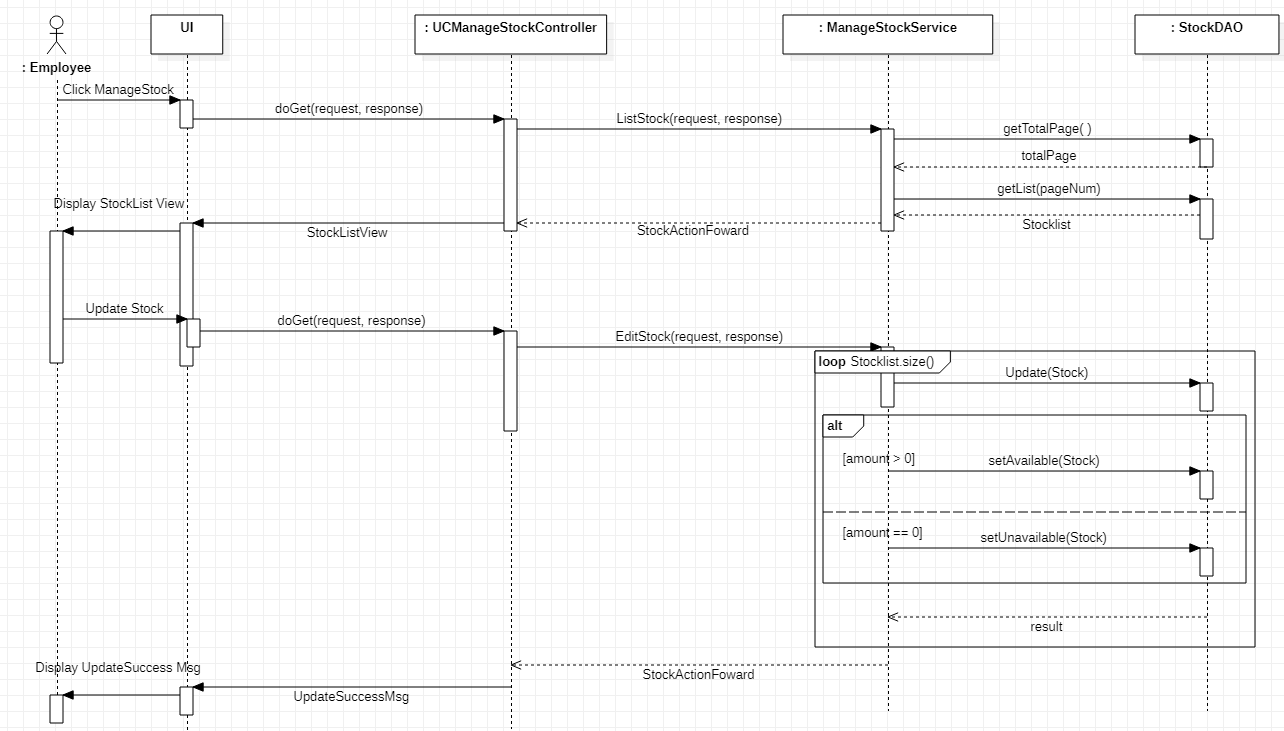 UI
: UCManageStockController
: ManageStockService
: StockDAO
: Employee
Click ManageStock
doGet(request, response)
ListStock(request, response)
getTotalPage( )
totalPage
getList(pageNum)
Display StockList View
StockListView
StockActionFoward
Stocklist
Update Stock
doGet(request, response)
EditStock(request, response)
loop Stocklist.size()
Update(Stock)
alt
[amount > 0]
setAvailable(Stock)
[amount == 0]
setUnavailable(Stock)
result
Display UpdateSuccess Msg
StockActionFoward
UpdateSuccessMsg